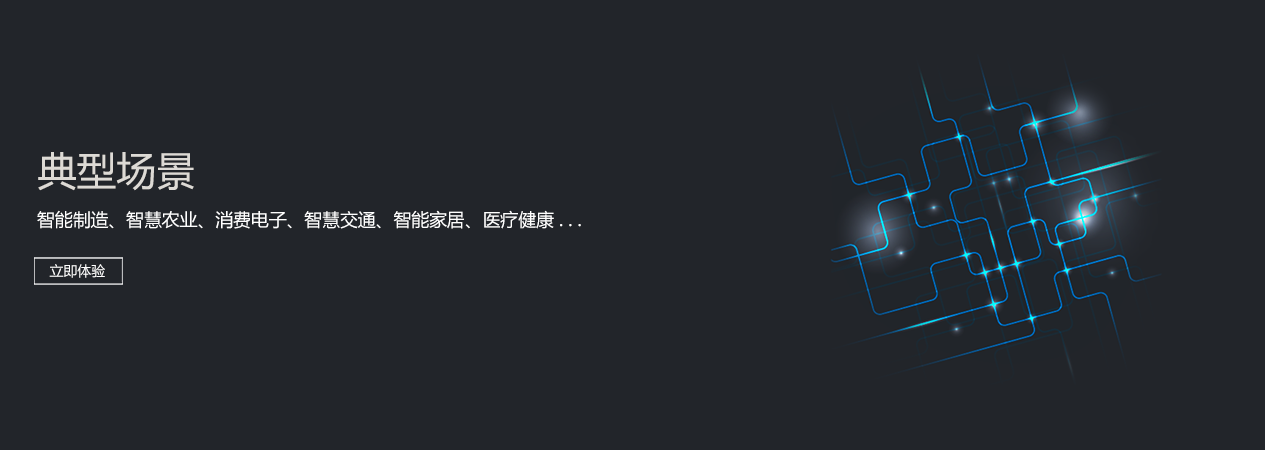 典型场景
智能制造、智慧农业、消费电子、智慧交通、智能家居、医疗健康 . . .
立即体验